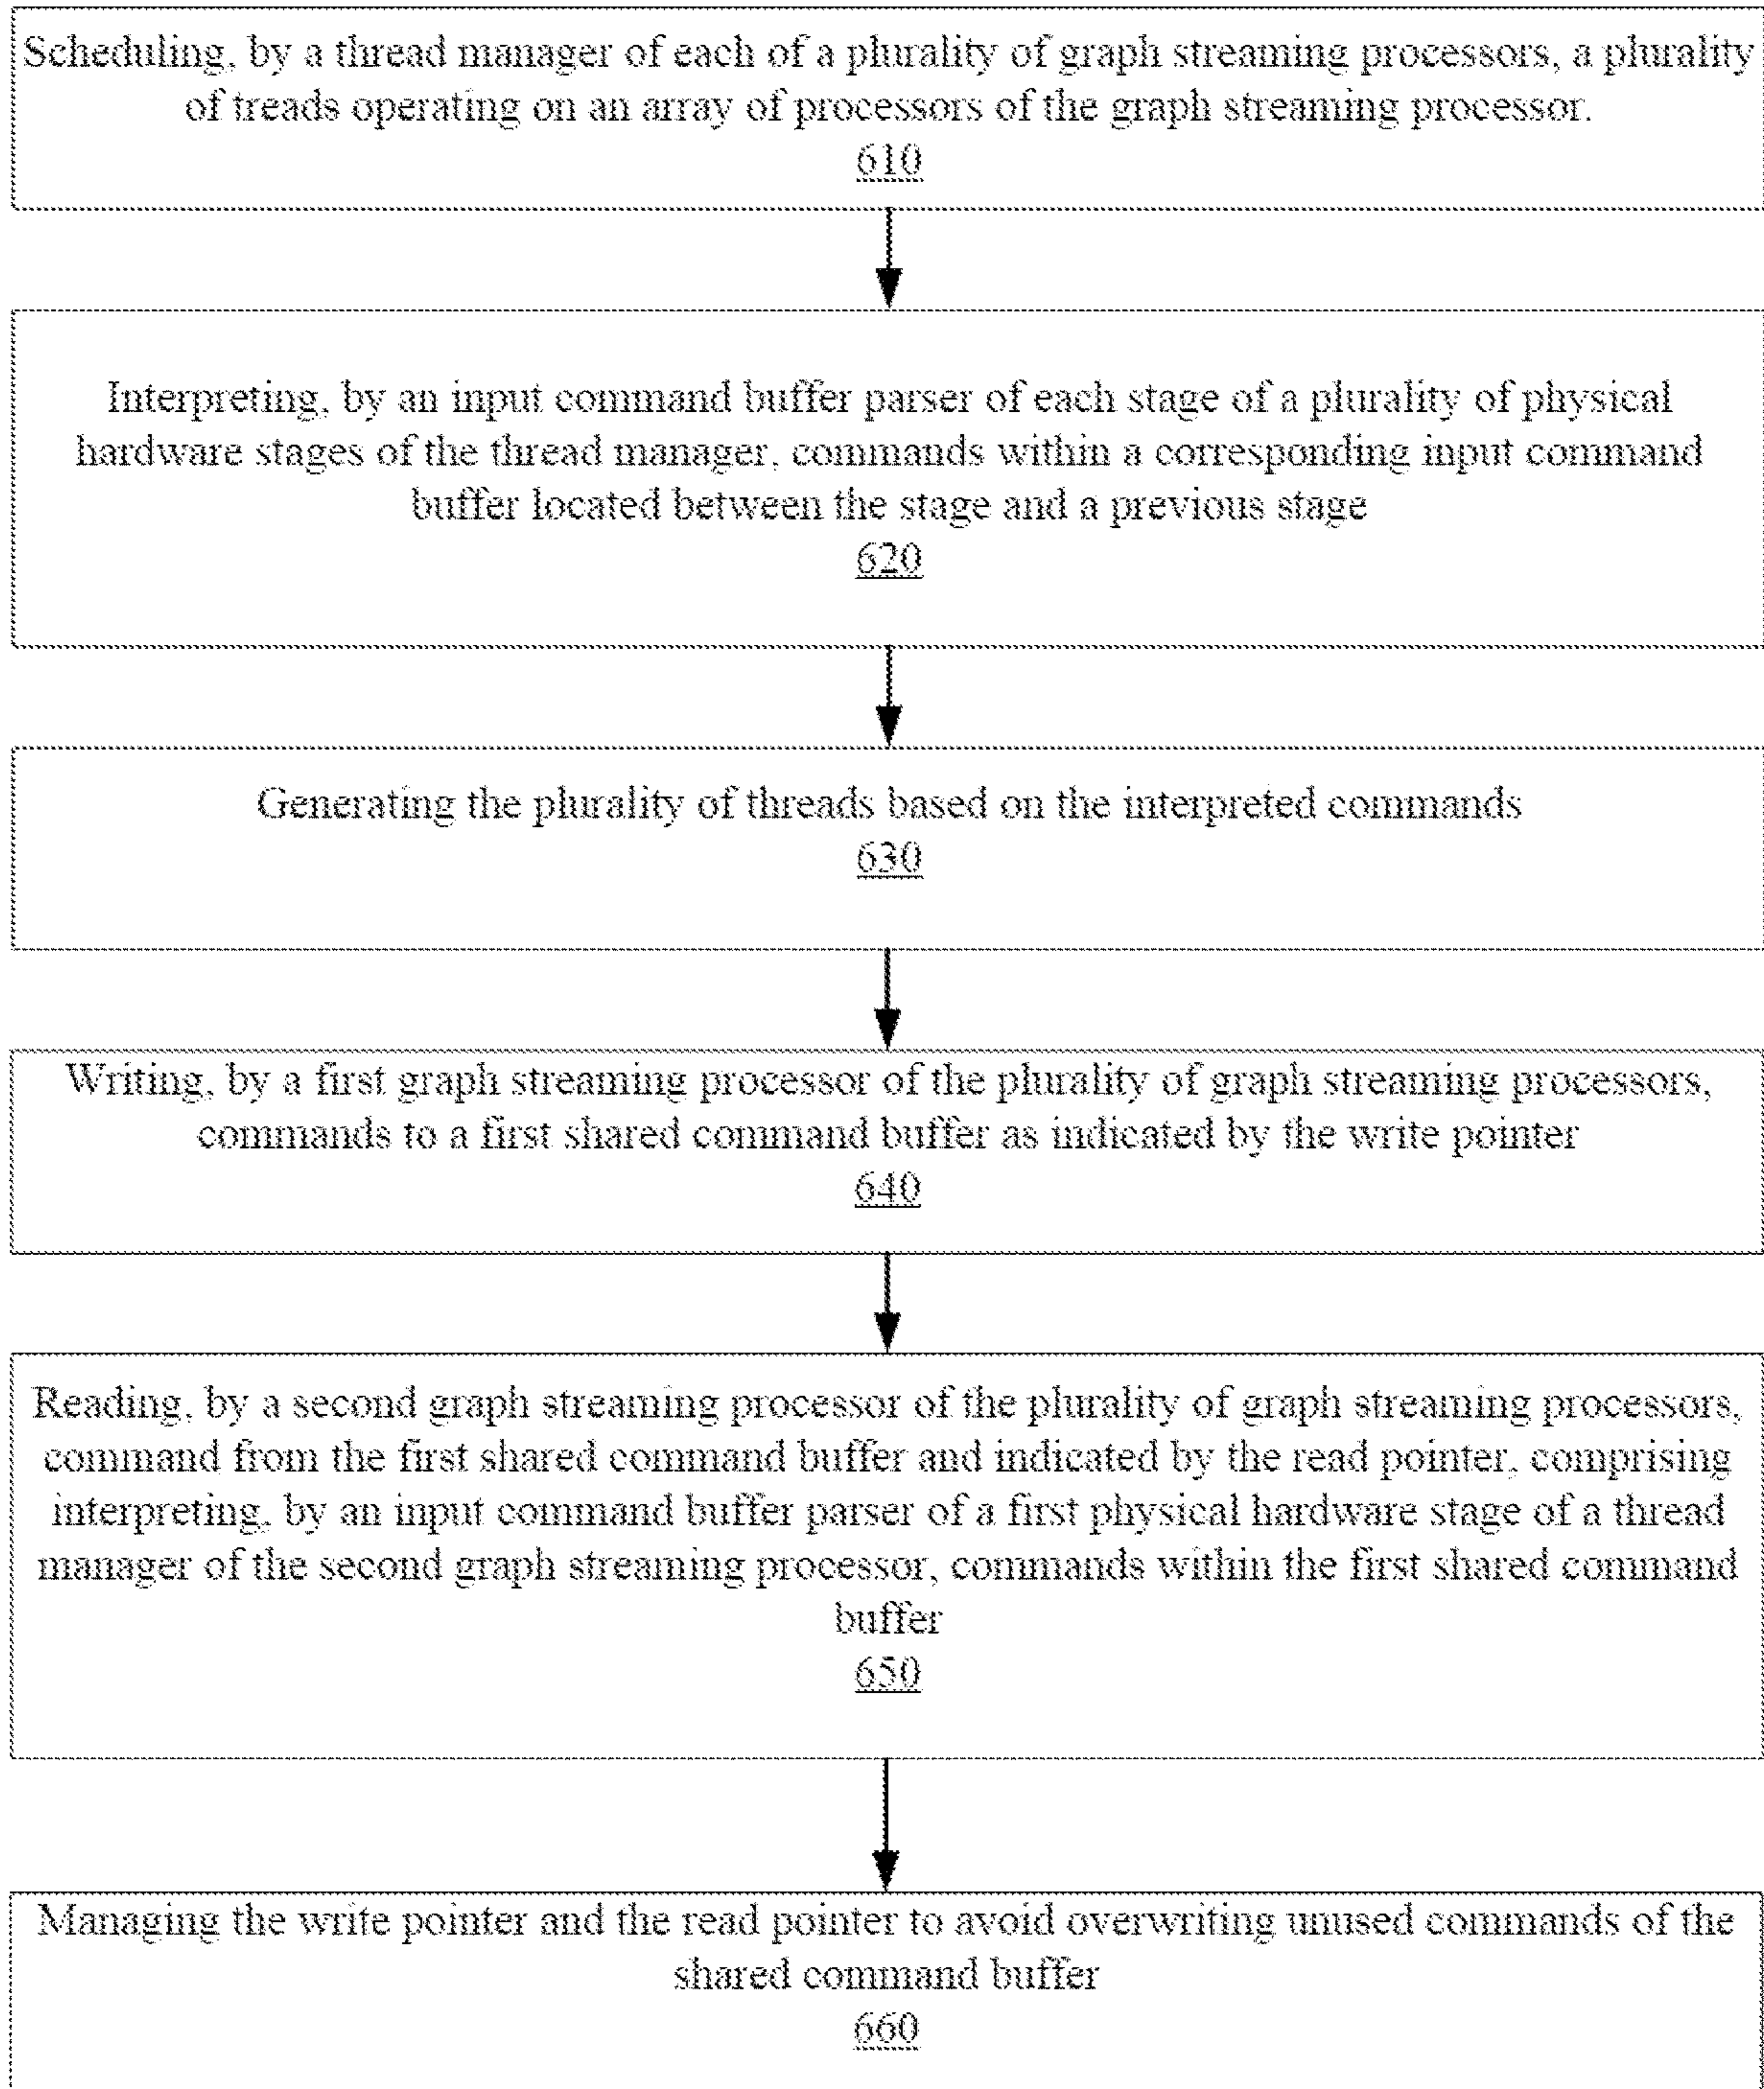 Scheduling, by a thread manager of each of a plurality of graph streaming processors, a plurality
of treads operating on an array of processors of the graph streaming processor.
610
Interpreting, by an input command buffer parser of each stage of a plurality of physical
hardware stages of the thread manager, commands within a corresponding input command
buffer located between the stage and a previous stage
620
Generating the plurality of threads based on the interpreted commands
630
Writing, by a first graph streaming processor of the plurality of graph streaming processors,
commands to a first shared command buffer as indicated by the write pointer
640
Reading, by a second graph streaming processor of the plurality of graph streaming processors,
command from the first shared command buffer and indicated by the read pointer, comprising
interpreting, by an input command buffer parser of a first physical hardware stage of a thread
manager of the second graph streaming processor, commands within the first shared command
buffer
650
Managing the write pointer and the read pointer to avoid overwriting unused commands of the
shared command buffer
660